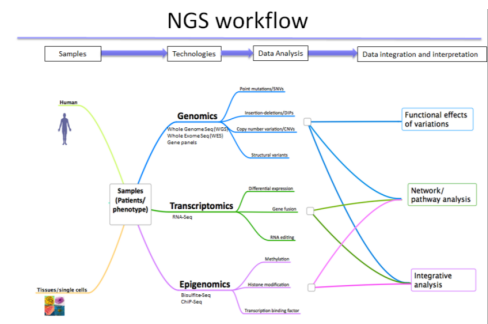 NGS workflow
Samples
Technologies
Data Analysis
Data integration and interpretation
Human
Samples
(Patients/
phenotype)
Tissues/single cells
Genomics
Whole GenomeSeq(WGS)
Whole ExomeSeq(WES)
Gene panels
Transcriptomics
RNA-Seq
Epigenomics
Bisulfite-Seq
ChIP-Seq
Point mutations/SNVs
Insertion-deletions/DIPs
Copy number variation/CNVs
Structural variants
Differential expression
Gene fusion
RNA editing
Methylation
Histone modification
Transcription binding factor
Functional effects
of variations
Network/
pathway analysis
Integrative
analysis